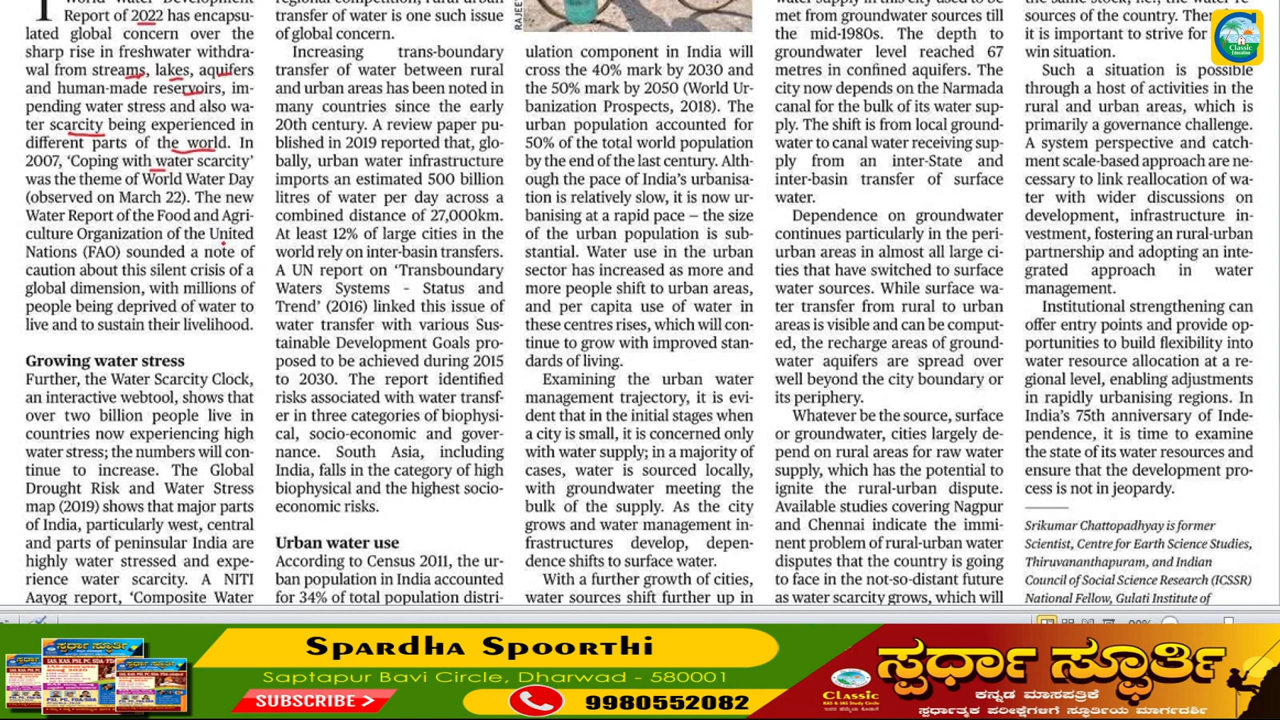 World Water Development
Report of 2022 has encapsu-
lated global concern over the
sharp rise in freshwater withdra-
wal from streams, lakes, aquifers
and human-made reservoirs, im-
pending water stress and also wa-
ter scarcity being experienced in
different parts of the world. In
2007, ‘Coping with water scarcity’
was the theme of World Water Day
(observed on March 22). The new
Water Report of the Food and Agri-
culture Organization of the United
Nations (FAO) sounded a note of
caution about this silent crisis of a
global dimension, with millions of
people being deprived of water to
live and to sustain their livelihood.
Growing water stress
Further, the Water Scarcity Clock,
an interactive webtool, shows that
over two billion people live in
countries now experiencing high
water stress; the numbers will con-
tinue to increase. The Global
Drought Risk and Water Stress
map (2019) shows that major parts
of India, particularly west, central
and parts of peninsular India are
highly water stressed and expe-
rience water scarcity. A NITI
Aayog report, ‘Composite Water
regional competition, rural-urban
transfer of water is one such issue
of global concern.
Increasing trans-boundary
transfer of water between rural
and urban areas has been noted in
many countries since the early
20th century. A review paper pu-
blished in 2019 reported that, glo-
bally, urban water infrastructure
imports an estimated 500 billion
litres of water per day across a
combined distance of 27,000km.
At least 12% of large cities in the
world rely on inter-basin transfers.
A UN report on ‘Transboundary
Waters Systems - Status and
Trend’ (2016) linked this issue of
water transfer with various Sus-
tainable Development Goals pro-
posed to be achieved during 2015
to 2030. The report identified
risks associated with water transf-
er in three categories of biophysi-
cal, socio-economic and gover-
nance. South Asia, including
India, falls in the category of high
biophysical and the highest socio-
economic risks.
Urban water use
According to Census 2011, the ur-
ban population in India accounted
for 34% of total population distri-
RAJEE
ulation component in India will
cross the 40% mark by 2030 and
the 50% mark by 2050 (World Ur-
banization Prospects, 2018). The
urban population accounted for
50% of the total world population
by the end of the last century. Alth-
ough the pace of India’s urbanisa-
tion is relatively slow, it is now ur-
banising at a rapid pace – the size
of the urban population is sub-
stantial. Water use in the urban
sector has increased as more and
more people shift to urban areas,
and per capita use of water in
these centres rises, which will con-
tinue to grow with improved stan-
dards of living.
Examining the urban water
management trajectory, it is evi-
dent that in the initial stages when
a city is small, it is concerned only
with water supply; in a majority of
cases, water is sourced locally,
with groundwater meeting the
bulk of the supply. As the city
grows and water management in-
frastructures develop, depen-
dence shifts to surface water.
With a further growth of cities,
water sources shift further up in
water supply in this city used to be
met from groundwater sources till
the mid-1980s. The depth to
groundwater level reached 67
metres in confined aquifers. The
city now depends on the Narmada
canal for the bulk of its water sup-
ply. The shift is from local ground-
water to canal water receiving sup-
ply from an inter-State and
inter-basin transfer of surface
water.
Dependence on groundwater
continues particularly in the peri-
urban areas in almost all large ci-
ties that have switched to surface
water sources. While surface wa-
ter transfer from rural to urban
areas is visible and can be comput-
ed, the recharge areas of ground-
water aquifers are spread over
well beyond the city boundary or
its periphery.
Whatever be the source, surface
or groundwater, cities largely de-
pend on rural areas for raw water
supply, which has the potential to
ignite the rural-urban dispute.
Available studies covering Nagpur
and Chennai indicate the immi-
nent problem of rural-urban water
disputes that the country is going
to face in the not-so-distant future
as water scarcity grows, which will
the same stock,
sources of the country.
it is important to strive for
win situation.
Such a situation is possible
through a host of activities in the
rural and urban areas, which is
primarily a governance challenge.
A system perspective and catch-
ment scale-based approach are ne-
cessary to link reallocation of wa-
ter with wider discussions on
development, infrastructure in-
vestment, fostering an rural-urban
partnership and adopting an inte-
grated approach in water
management.
Institutional strengthening can
offer entry points and provide op-
portunities to build flexibility into
water resource allocation at a re-
gional level, enabling adjustments
in rapidly urbanising regions. In
India’s 75th anniversary of Inde-
pendence, it is time to examine
the state of its water resources and
ensure that the development pro-
cess is not in jeopardy.
Srikumar Chattopadhyay is former
Scientist, Centre for Earth Science Studies,
Thiruvananthapuram, and Indian
Council of Social Science Research (ICSSR)
National Fellow, Gulati Institute of
Classic
Education
Spardha Spoorthi
Saptapur Bavi Circle, Dharwad - 580001
SUBSCRIBE
9980552082
Classic
ಸ್ಪರ್ಧಾ ಸ್ಫೂರ್ತಿ
ಕನ್ನಡ ಮಾಸಪತ್ರಿಕೆ
ಸ್ಪರ್ಧಾತ್ಮಕ ಪರೀಕ್ಷೆಗಳಿಗೆ ಸ್ಫೂರ್ತಿಯ ಮಾರ್ಗದರ್ಶಿ